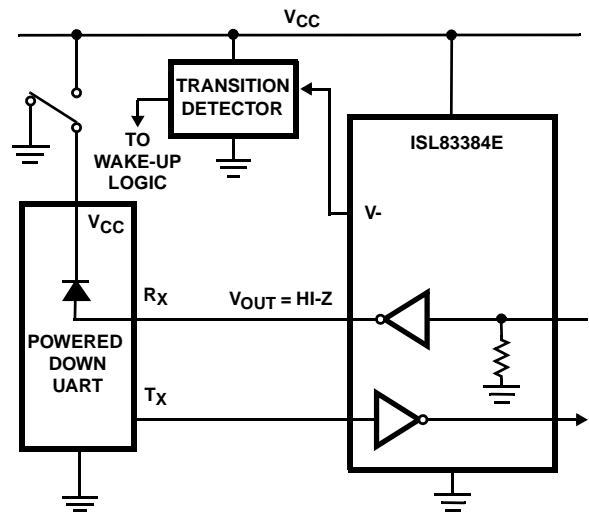 VCC
TRANSITION
DETECTOR
TO
WAKE-UP
LOGIC
ISL83384E
V-
VCC
RX
VOUT = HI-Z
POWERED
DOWN
UART
TX